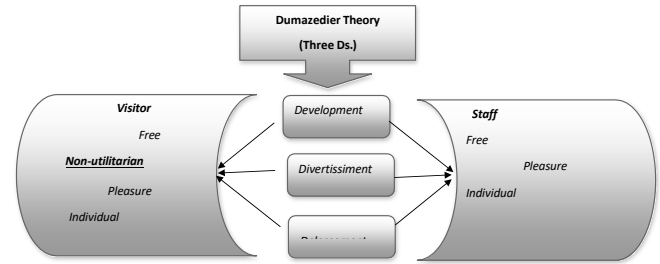 Dumazedier Theory
(Three Ds.)
Visitor
Free
Non-utilitarian
Pleasure
Individual
Development
Divertissiment
Staff
Free
Pleasure
Individual